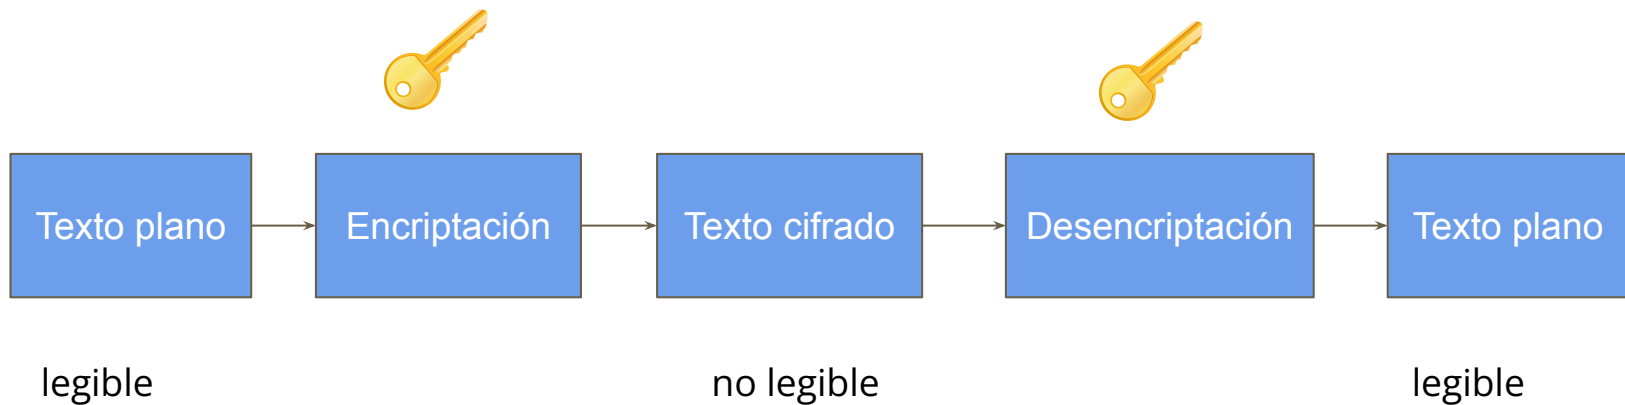 Texto plano
Encriptación
Texto cifrado
Desencriptación
Texto plano
legible
no legible
legible